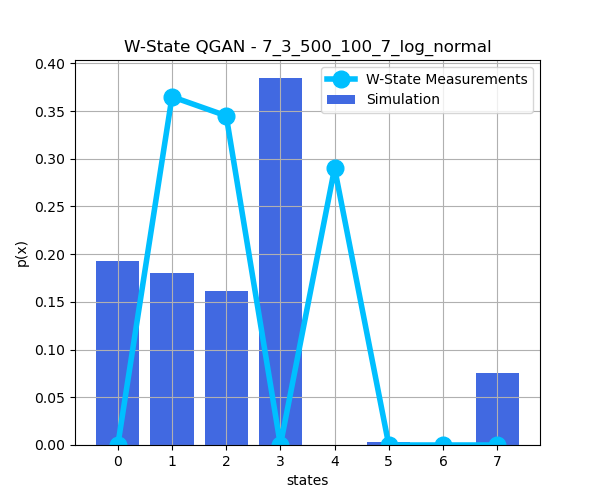 W-State QGAN - 7_3_500_100_7_log_normal
W-State Measurements
Simulation
p(x)
0.40
0.35
0.30
0.25
0.20
0.15
0.10
0.05
0.00
0 1 2 3 4 5 6 7
states